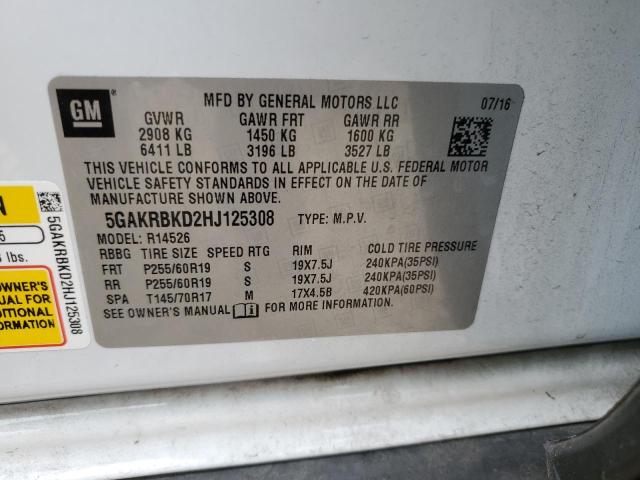 GM
MFD BY GENERAL MOTORS LLC 07/16
GVWR GAWR FRT GAWR RR
2908 KG 1450 KG 1600 KG
6411 LB 3196 LB 3527 LB
THIS VEHICLE CONFORMS TO ALL APPLICABLE U.S. FEDERAL MOTOR
VEHICLE SAFETY STANDARDS IN EFFECT ON THE DATE OF
MANUFACTURE SHOWN ABOVE.
5GAKRBKD2HJ125308 TYPE: M.P.V.
MODEL: R14526
RBBG TIRE SIZE SPEED RTG RIM COLD TIRE PRESSURE
FRT P255/60R19 S 19X7.5J 240KPA(35PSI)
RR P255/60R19 S 19X7.5J 240KPA(35PSI)
SPA T145/70R17 M 17X4.5B 420KPA(60PSI)
SEE OWNER'S MANUAL i FOR MORE INFORMATION.
5GAKRBKD2HJ125308
lbs.
OWNER'S
MANUAL FOR